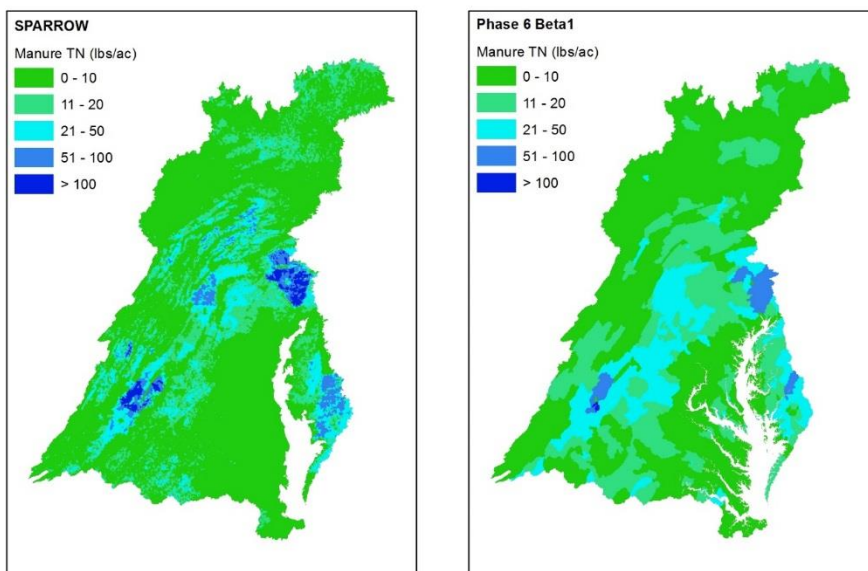 SPARROW
Manure TN (lbs/ac)
0 - 10
11 - 20
21 - 50
51 - 100
> 100
Phase 6 Beta1
Manure TN (lbs/ac)
0 - 10
11 - 20
21 - 50
51 - 100
> 100